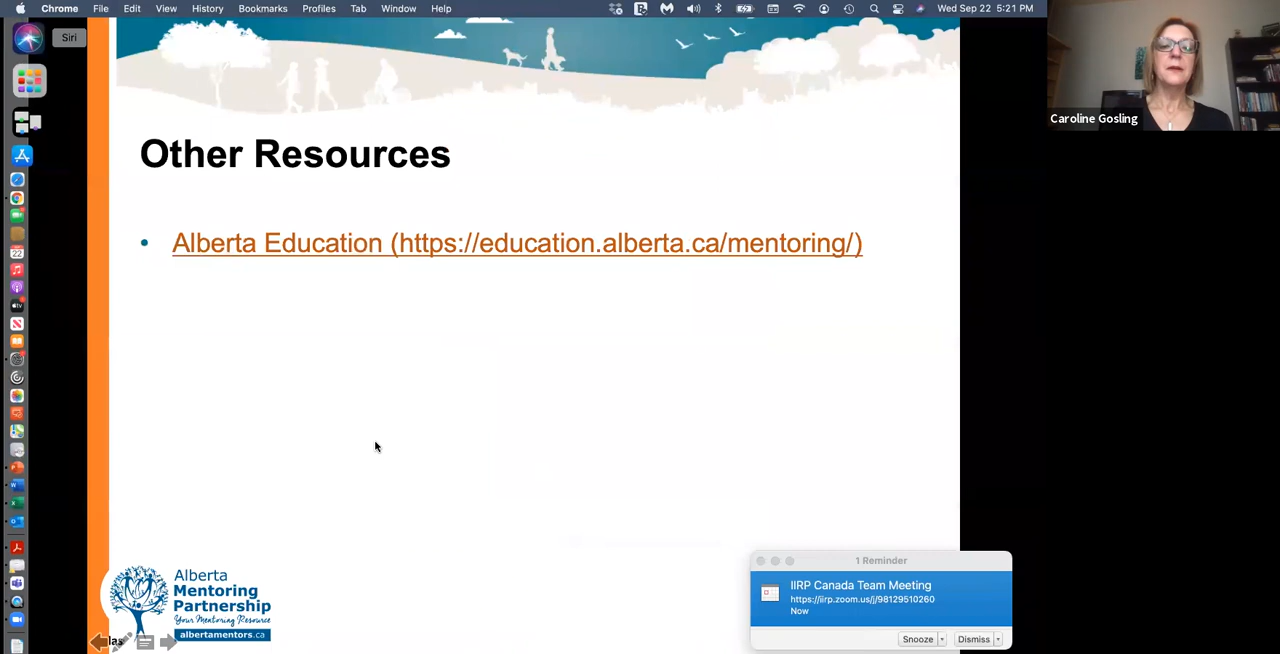 Chrome File Edit View History Bookmarks Profiles Tab Window Help Wed Sep 22 5:21 PM
Siri
Caroline Gosling
Other Resources
• Alberta Education (https://education.alberta.ca/mentoring/)
22
1 Reminder
IIRP Canada Team Meeting
https://iirp.zoom.us/j/98129510260
Now
Snooze Dismiss
Alberta
Mentoring
Partnership
Your Mentoring Resource
albertamentors.ca